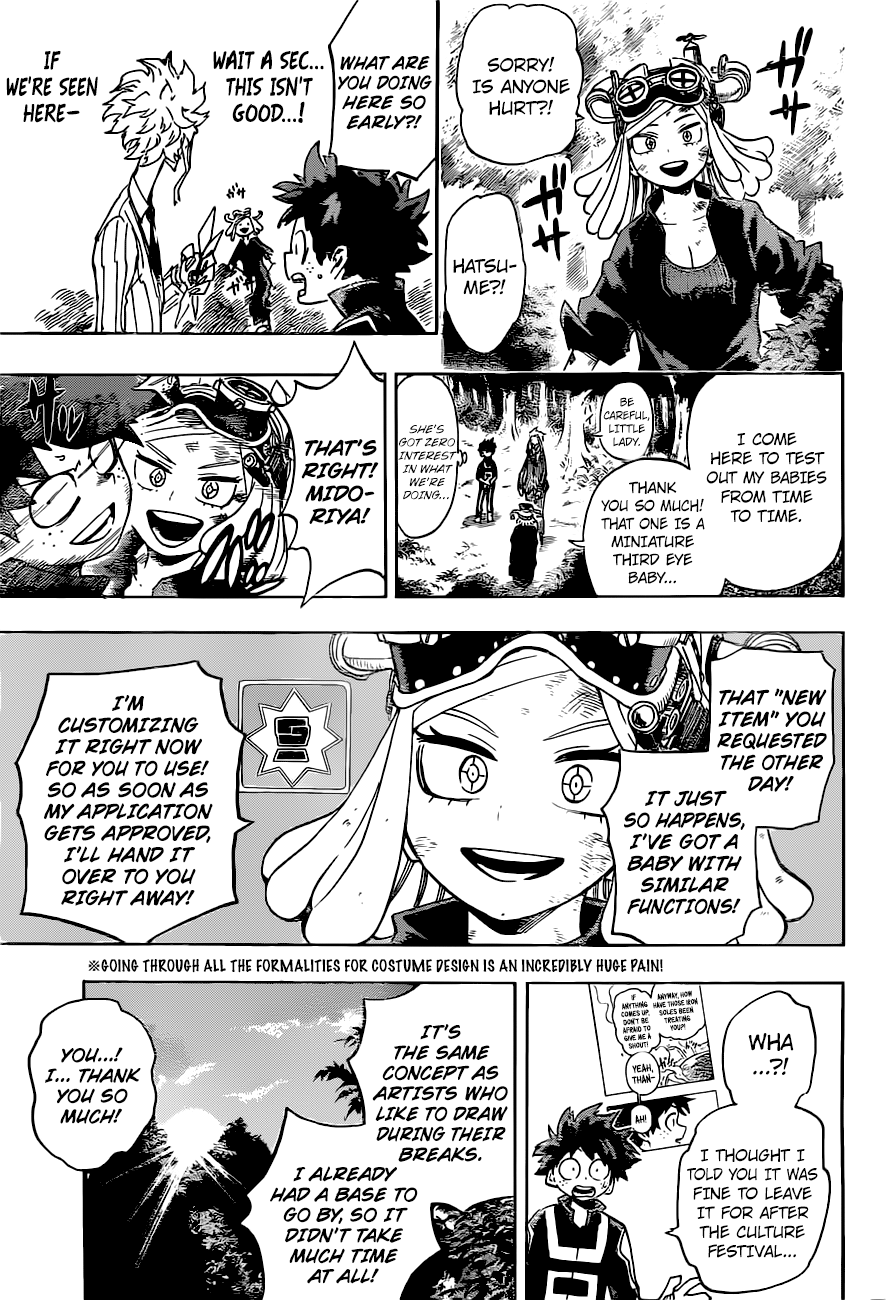 SORRY!
IS ANYONE
HURT?!
HATSU-
ME?!
WHAT ARE
YOU DOING
HERE SO
EARLY?!
WAIT A SEC...
THIS ISN'T
GOOD...!
IF
WE'RE SEEN
HERE-
I COME
HERE TO TEST
OUT MY BABIES
FROM TIME
TO TIME.
BE
CAREFUL,
LITTLE
LADY.
THANK
YOU SO MUCH!
THAT ONE IS A
MINIATURE
THIRD EYE
BABY...
SHE'S
GOT ZERO
INTEREST
IN WHAT
WE'RE
DOING...
THAT'S
RIGHT!
MIDO-
RIYA!
THAT "NEW
ITEM" YOU
REQUESTED
THE OTHER
DAY!
IT JUST
SO HAPPENS,
I'VE GOT A
BABY WITH
SIMILAR
FUNCTIONS!
I'M
CUSTOMIZING
IT RIGHT NOW
FOR YOU TO USE!
SO AS SOON AS
MY APPLICATION
GETS APPROVED,
I'LL HAND IT
OVER TO YOU
RIGHT AWAY!
※GOING THROUGH ALL THE FORMALITIES FOR COSTUME DESIGN IS AN INCREDIBLY HUGE PAIN!
WHA
...?!
ANYWAY, HOW
HAVE THOSE IRON
SOLES BEEN
TREATING
YOU?!
IF
ANYTHING
COMES UP,
DON'T BE
AFRAID TO
GIVE ME A
SHOUT!
YEAH,
THAN-
AH!
I THOUGHT I
TOLD YOU IT WAS
FINE TO LEAVE
IT FOR AFTER
THE CULTURE
FESTIVAL...
IT'S
THE SAME
CONCEPT AS
ARTISTS WHO
LIKE TO DRAW
DURING THEIR
BREAKS.
I ALREADY
HAD A BASE TO
GO BY, SO IT
DIDN'T TAKE
MUCH TIME
AT ALL!
YOU...!
I... THANK
YOU SO
MUCH!